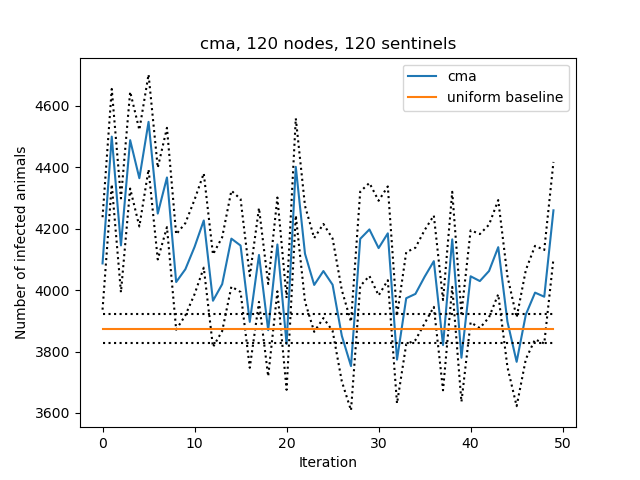 cma, 120 nodes, 120 sentinels
cma
uniform baseline
Number of infected animals
4600
4400
4200
4000
3800
3600
0 10 20 30 40 50
Iteration